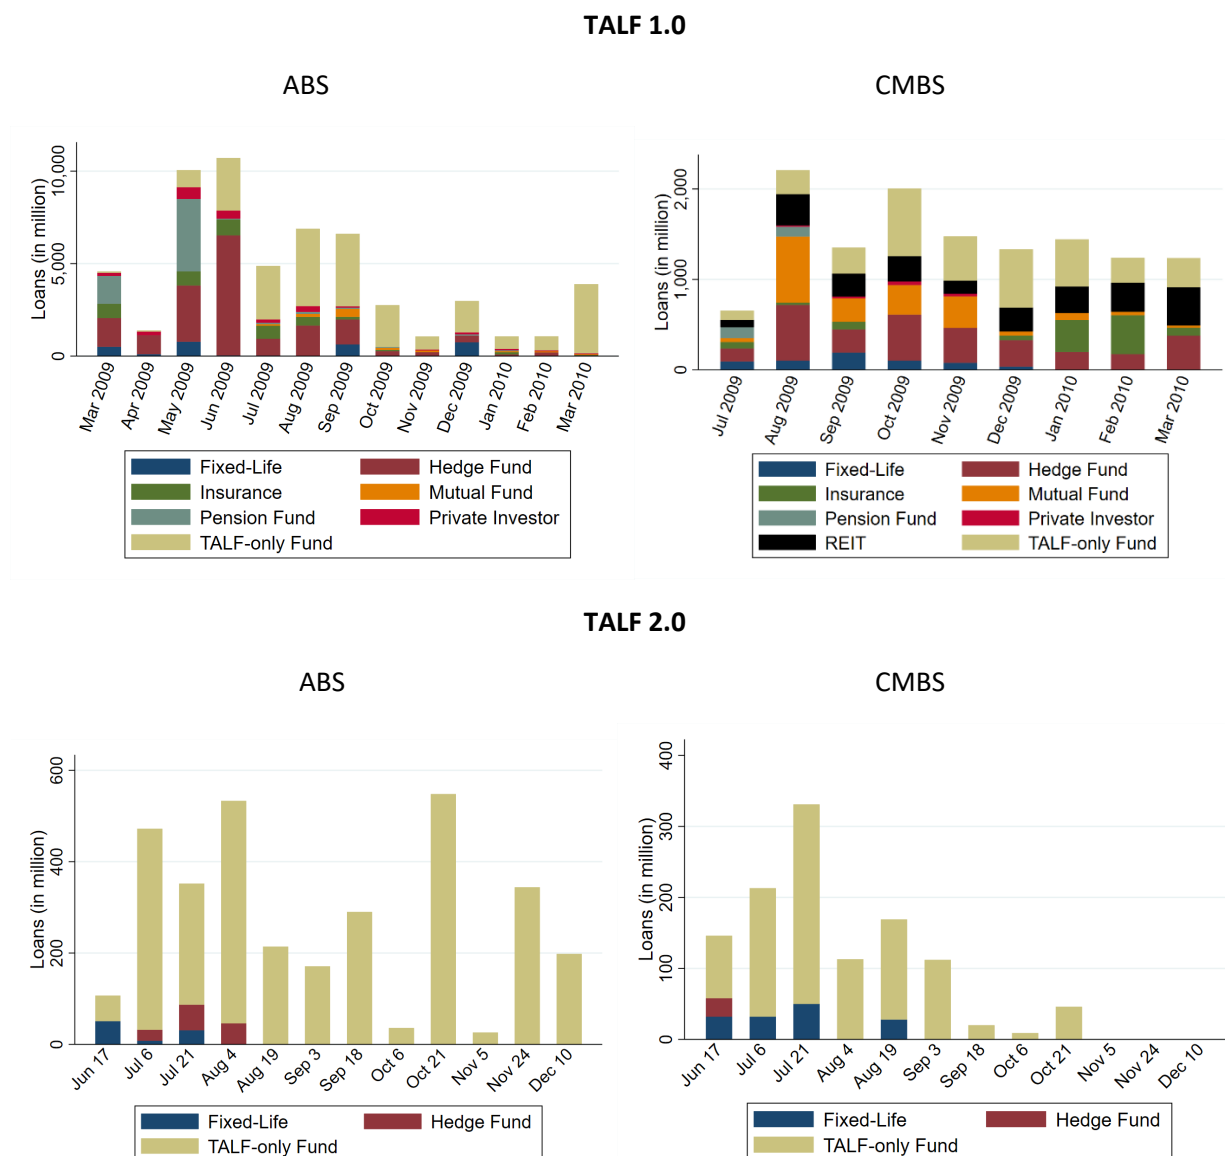 TALF 1.0
ABS
Loans (in million)
10,000
5,000
0
Mar 2009
Apr 2009
May 2009
Jun 2009
Jul 2009
Aug 2009
Sep 2009
Oct 2009
Nov 2009
Dec 2009
Jan 2010
Feb 2010
Mar 2010
Fixed-Life
Hedge Fund
Insurance
Mutual Fund
Pension Fund
Private Investor
TALF-only Fund
CMBS
Loans (in million)
2,000
1,000
0
Jul 2009
Aug 2009
Sep 2009
Oct 2009
Nov 2009
Dec 2009
Jan 2010
Feb 2010
Mar 2010
Fixed-Life
Hedge Fund
Insurance
Mutual Fund
Pension Fund
Private Investor
REIT
TALF-only Fund
TALF 2.0
ABS
Loans (in million)
600
400
200
0
Jun 17
Jul 6
Jul 21
Aug 4
Aug 19
Sep 3
Sep 18
Oct 6
Oct 21
Nov 5
Nov 24
Dec 10
Fixed-Life
Hedge Fund
TALF-only Fund
CMBS
Loans (in million)
400
300
200
100
0
Jun 17
Jul 6
Jul 21
Aug 4
Aug 19
Sep 3
Sep 18
Oct 6
Oct 21
Nov 5
Nov 24
Dec 10
Fixed-Life
Hedge Fund
TALF-only Fund